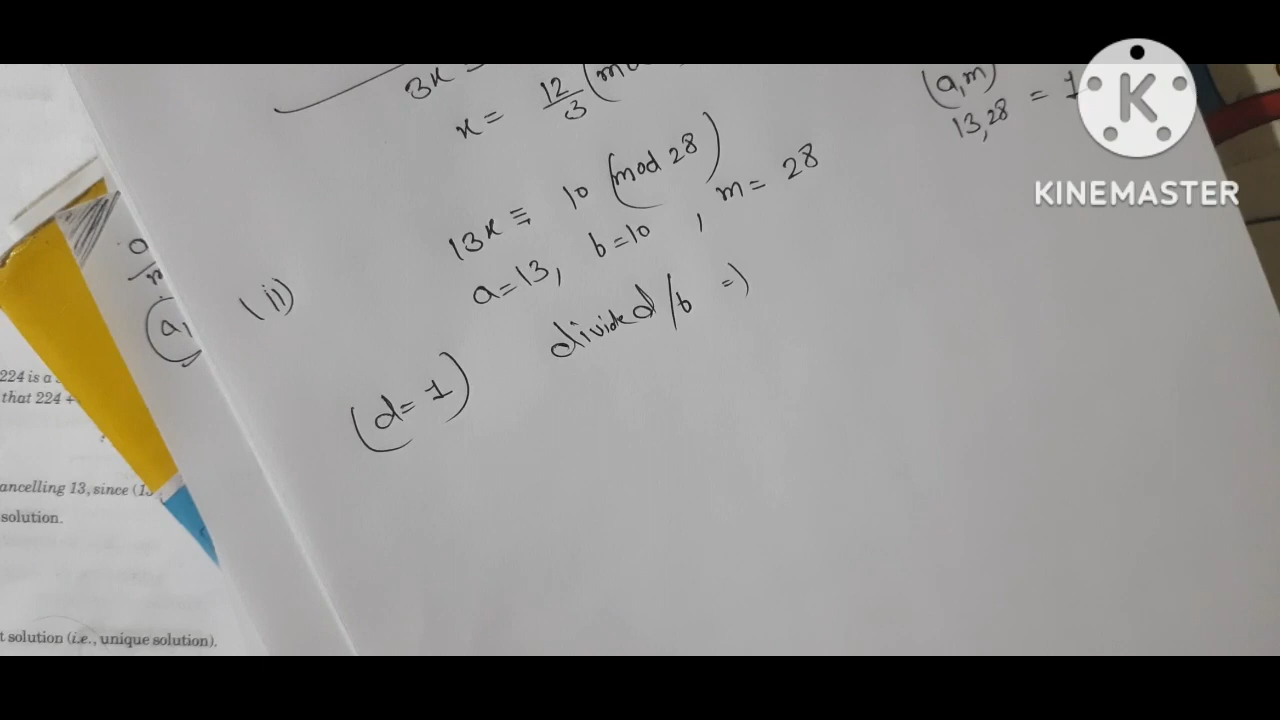 3x =
x = 12/3 (mo
(a,m)
13,28 = 1
K
KINEMASTER
(ii) 13x ≡ 10 (mod 28)
a=13, b=10 , m= 28
(d= 1) divided/b =)
(a,
224 is a
that 224 +
ancelling 13, since (13
solution.
t solution (i.e., unique solution).